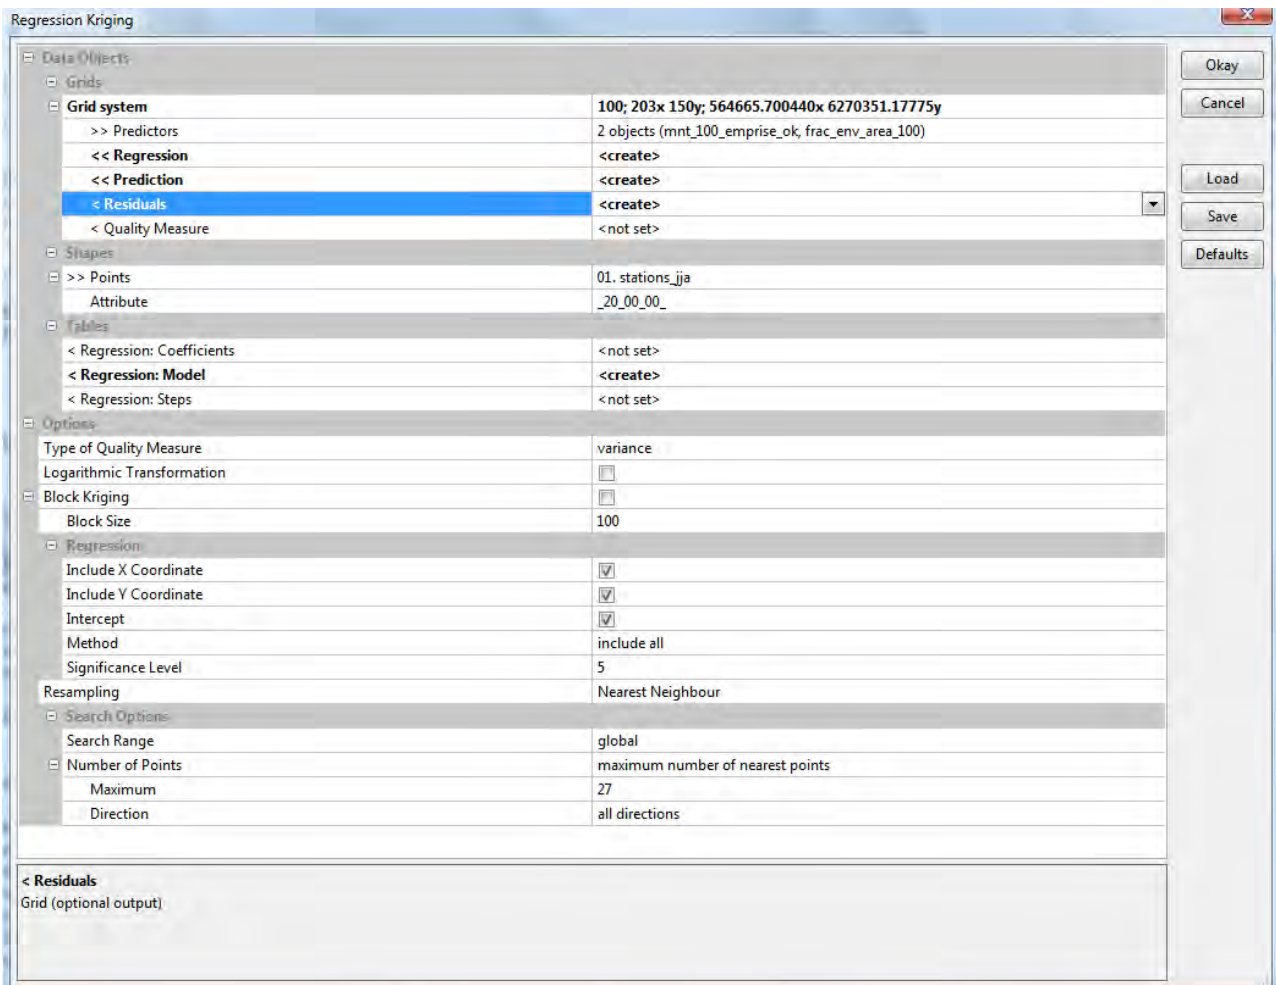 Regression Kriging
Data Objects
Grids
Grid system 100; 203x 150y; 564665.700440x 6270351.17775y
>> Predictors 2 objects (mnt_100_emprise_ok, frac_env_area_100)
<< Regression <create>
<< Prediction <create>
< Residuals <create>
< Quality Measure <not set>
Shapes
>> Points 01. stations_jja
Attribute _20_00_00_
Tables
< Regression: Coefficients <not set>
< Regression: Model <create>
< Regression: Steps <not set>
Options
Type of Quality Measure variance
Logarithmic Transformation
Block Kriging
Block Size 100
Regression
Include X Coordinate
Include Y Coordinate
Intercept
Method include all
Significance Level 5
Resampling Nearest Neighbour
Search Options
Search Range global
Number of Points maximum number of nearest points
Maximum 27
Direction all directions
Okay
Cancel
Load
Save
Defaults
< Residuals
Grid (optional output)